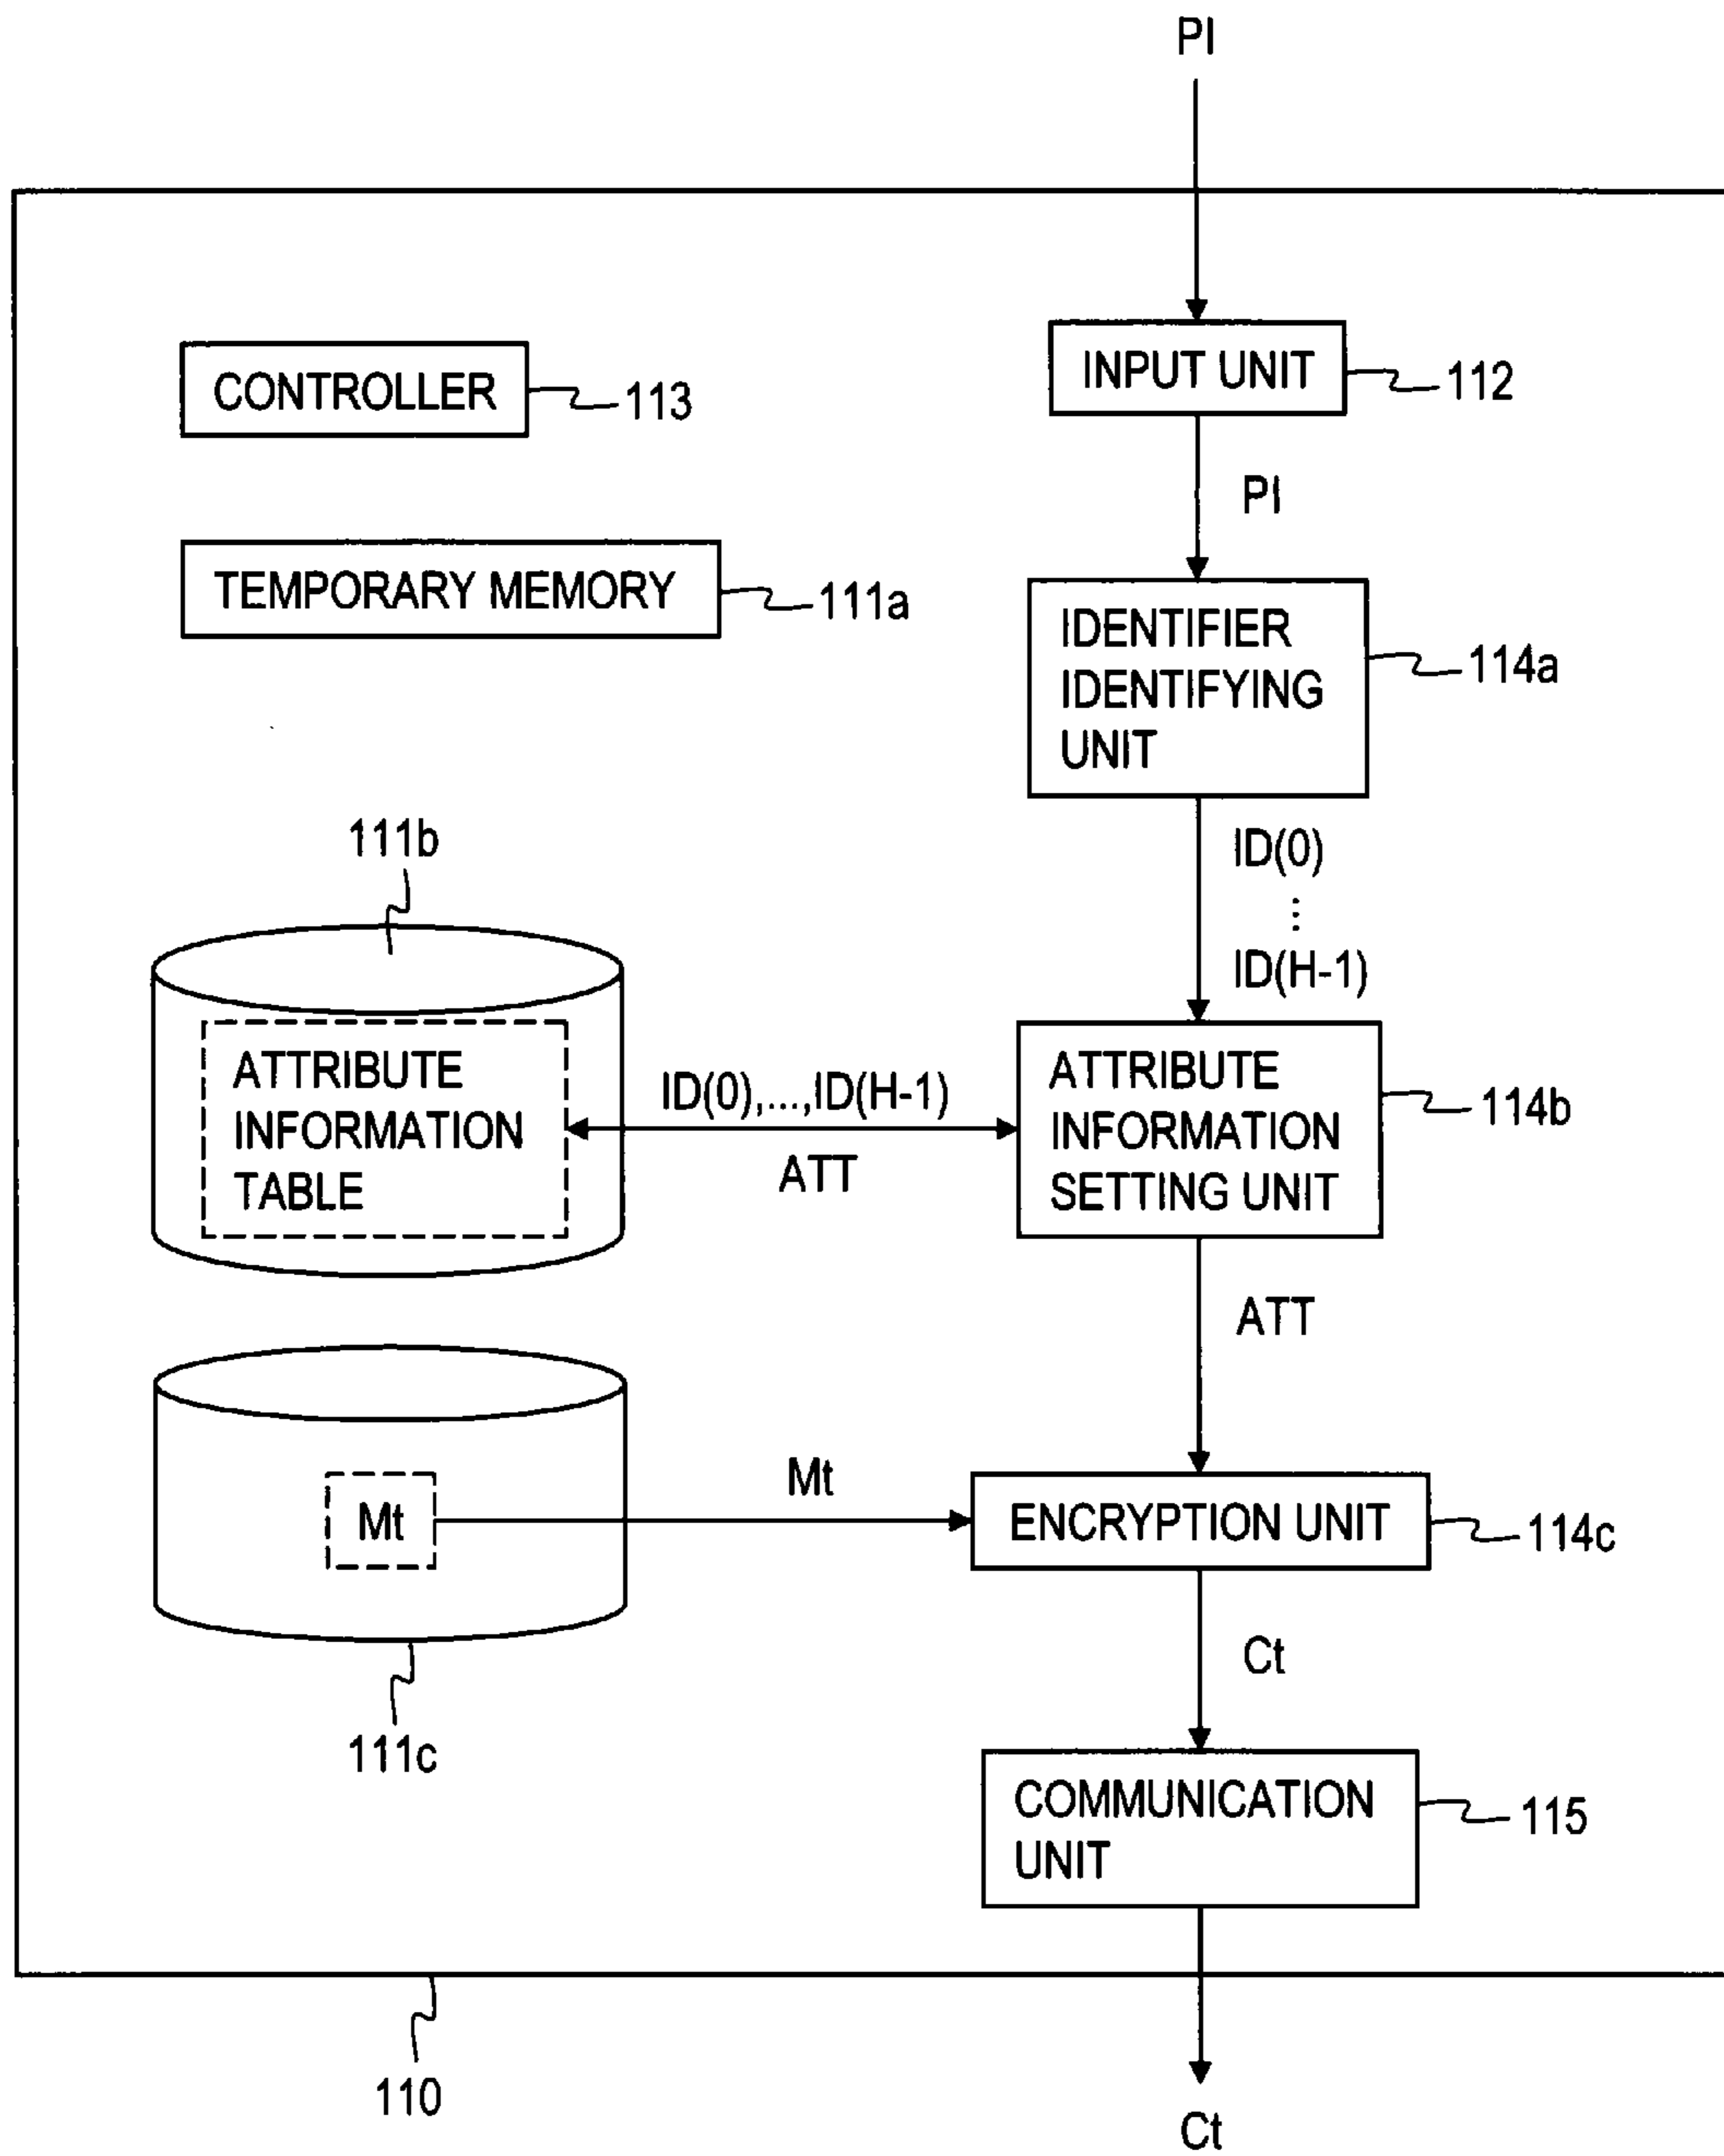 PI
INPUT UNIT
112
CONTROLLER
113
PI
TEMPORARY MEMORY
111a
IDENTIFIER
IDENTIFYING
UNIT
114a
111b
ID(0)
⋮
ID(H-1)
ATTRIBUTE
INFORMATION
TABLE
ID(0),...,ID(H-1)
ATT
ATTRIBUTE
INFORMATION
SETTING UNIT
114b
ATT
Mt
Mt
ENCRYPTION UNIT
114c
Ct
111c
COMMUNICATION
UNIT
115
110
Ct